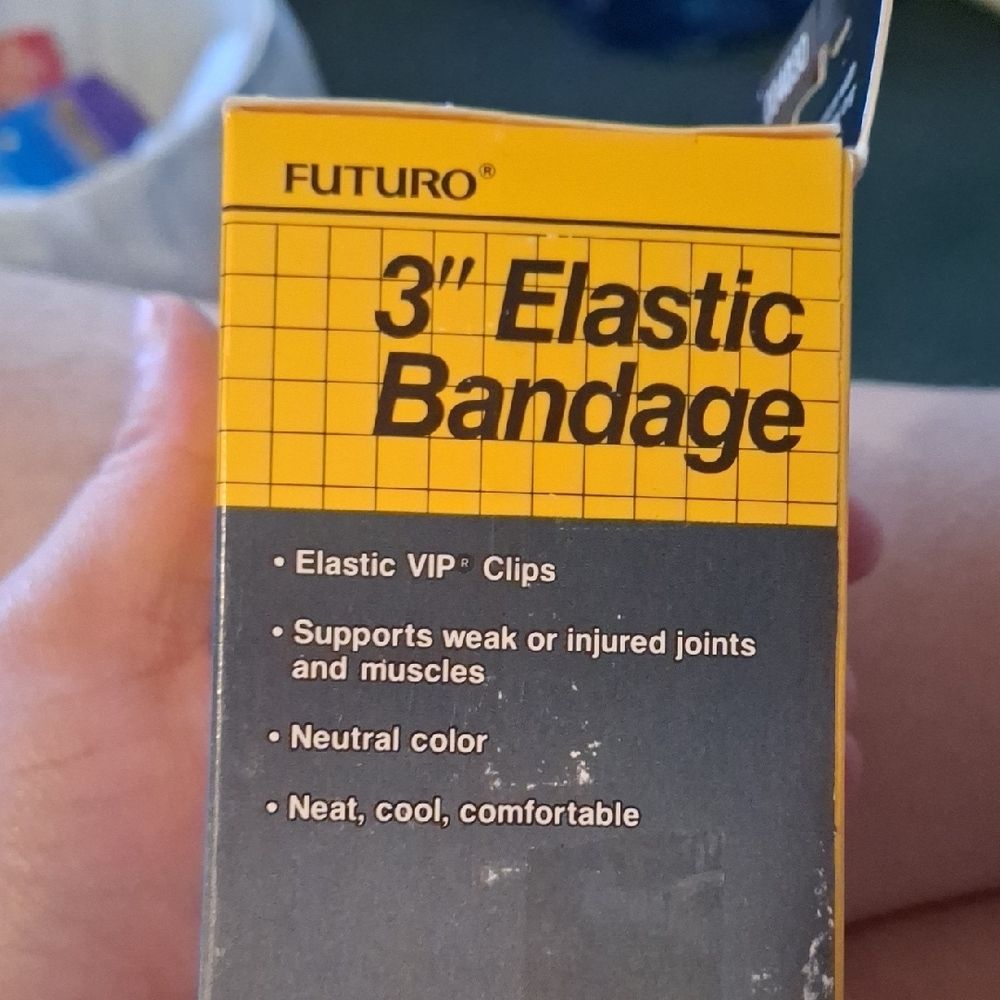 FUTURO®
3" Elastic
Bandage
• Elastic VIP® Clips
• Supports weak or injured joints
and muscles
• Neutral color
• Neat, cool, comfortable